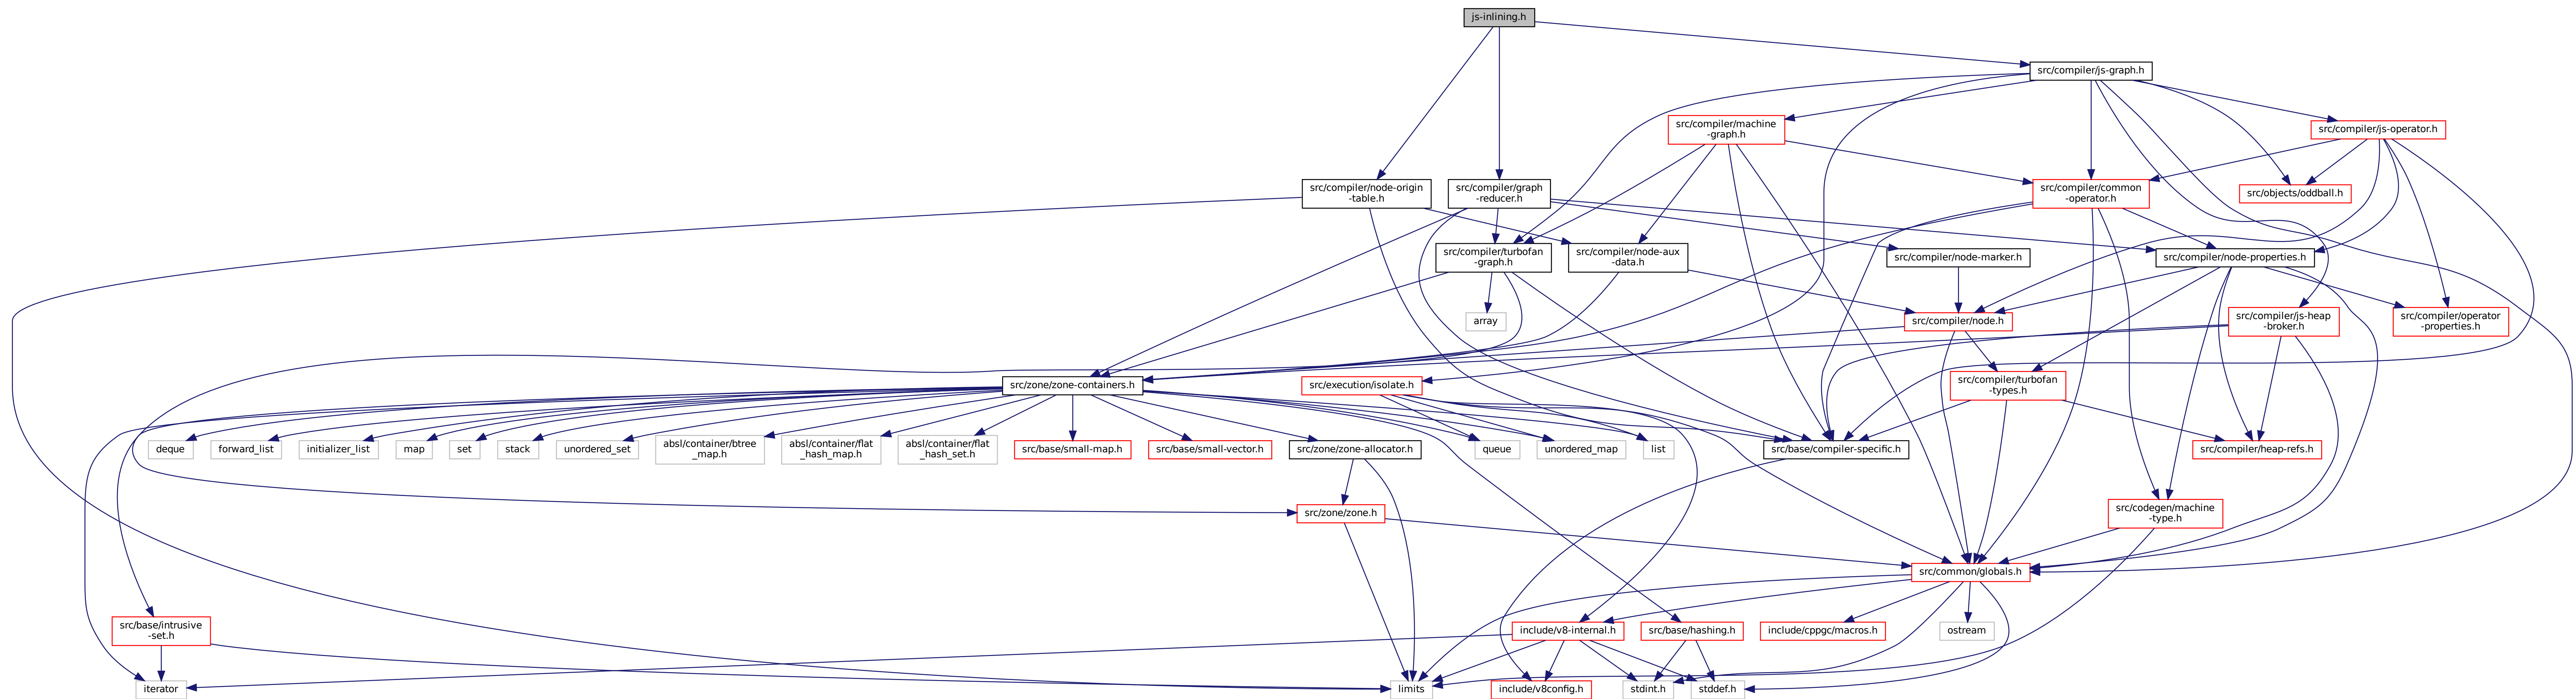 js-inlining.h
src/compiler/js-graph.h
src/compiler/machine
-graph.h
src/compiler/js-operator.h
src/compiler/node-origin
-table.h
src/compiler/graph
-reducer.h
src/compiler/common
-operator.h
src/objects/oddball.h
src/compiler/turbofan
-graph.h
src/compiler/node-aux
-data.h
src/compiler/node-marker.h
src/compiler/node-properties.h
array
src/compiler/node.h
src/compiler/js-heap
-broker.h
src/compiler/operator
-properties.h
src/zone/zone-containers.h
src/execution/isolate.h
src/compiler/turbofan
-types.h
deque
forward_list
initializer_list
map
set
stack
unordered_set
absl/container/btree
_map.h
absl/container/flat
_hash_map.h
absl/container/flat
_hash_set.h
src/base/small-map.h
src/base/small-vector.h
src/zone/zone-allocator.h
queue
unordered_map
list
src/base/compiler-specific.h
src/compiler/heap-refs.h
src/zone/zone.h
src/codegen/machine
-type.h
src/common/globals.h
src/base/intrusive
-set.h
include/v8-internal.h
src/base/hashing.h
include/cppgc/macros.h
ostream
iterator
limits
include/v8config.h
stdint.h
stddef.h